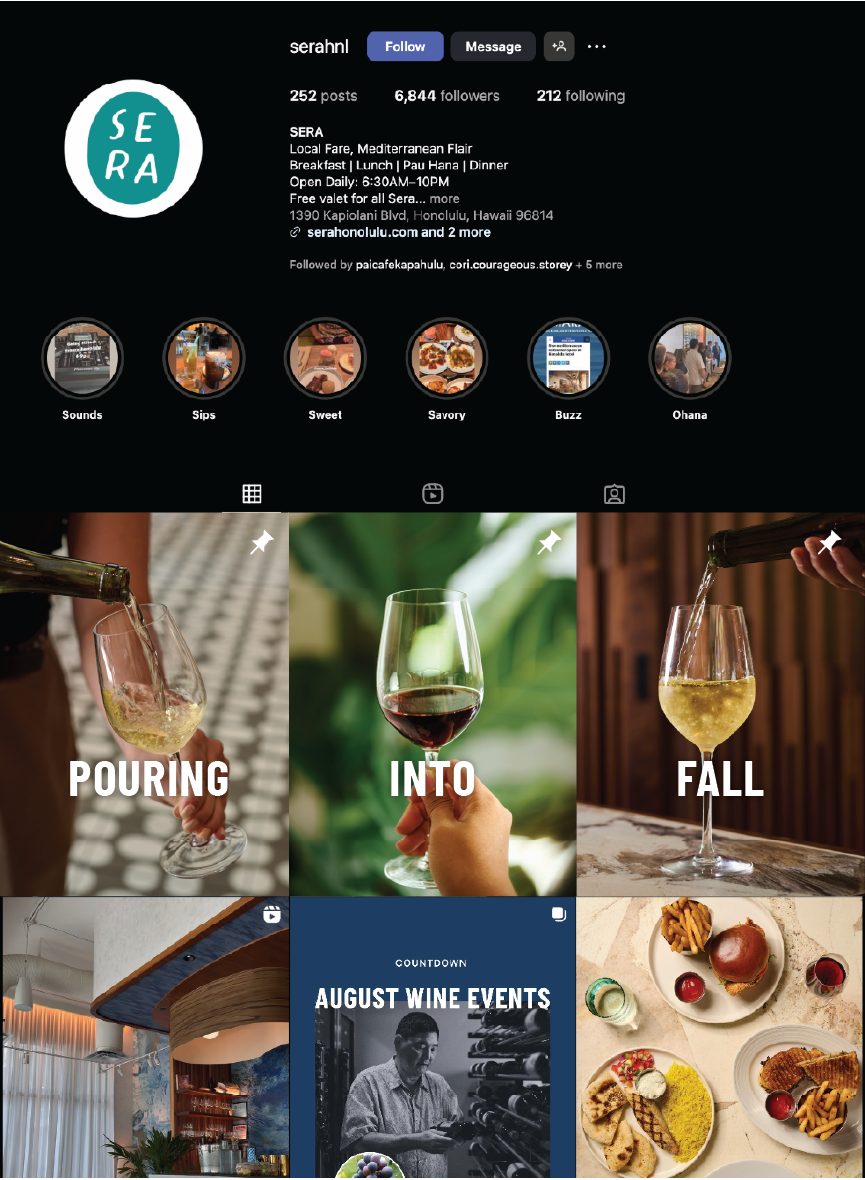 serahnl Follow Message
252 posts 6,844 followers 212 following
SE
RA
SERA
Local Fare, Mediterranean Flair
Breakfast | Lunch | Pau Hana | Dinner
Open Daily: 6:30AM–10PM
Free valet for all Sera... more
1390 Kapiolani Blvd, Honolulu, Hawaii 96814
serahonolulu.com and 2 more
Followed by paicafekapahulu, cori.courageous.storey + 5 more
Sounds Sips Sweet Savory Buzz Ohana
POURING INTO FALL
COUNTDOWN
AUGUST WINE EVENTS